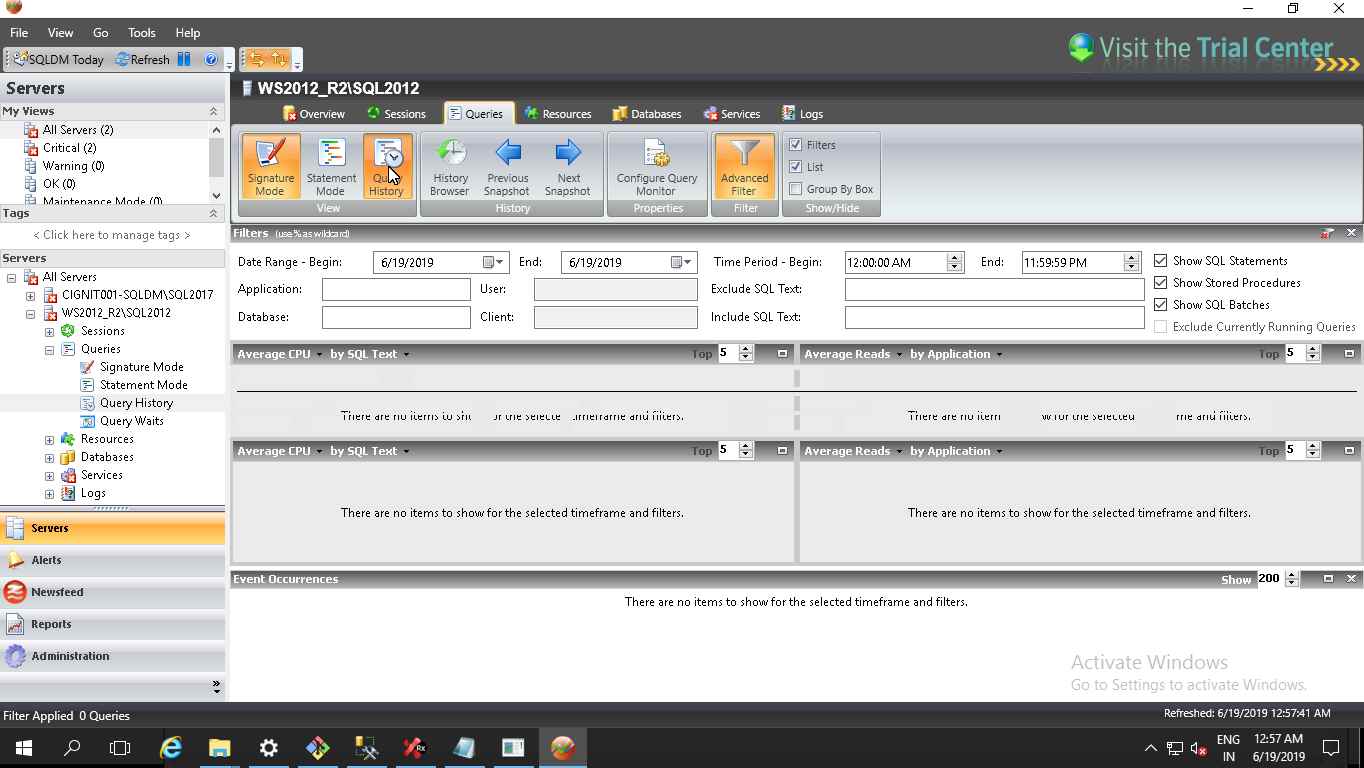 File View Go Tools Help
SQLDM Today Refresh
Visit the Trial Center
Servers
My Views
All Servers (2)
Critical (2)
Warning (0)
OK (0)
Maintenance Mode (0)
Tags
< Click here to manage tags >
Servers
All Servers
CIGNIT001-SQLDM\SQL2017
WS2012_R2\SQL2012
Sessions
Queries
Signature Mode
Statement Mode
Query History
Query Waits
Resources
Databases
Services
Logs
Servers
Alerts
Newsfeed
Reports
Administration
WS2012_R2\SQL2012
Overview Sessions Queries Resources Databases Services Logs
Signature Mode
Statement Mode
History
View
History Browser
Previous Snapshot
Next Snapshot
History
Configure Query Monitor
Properties
Advanced Filter
Filter
Filters
List
Group By Box
Show/Hide
Filters (use % as wildcard)
Date Range - Begin: 6/19/2019 End: 6/19/2019 Time Period - Begin: 12:00:00 AM End: 11:59:59 PM Show SQL Statements
Application: User: Exclude SQL Text: Show Stored Procedures
Database: Client: Include SQL Text: Show SQL Batches
Exclude Currently Running Queries
Average CPU by SQL Text Top 5 Average Reads by Application Top 5
There are no items to the timeframe and filters. There are no for the selected and filters.
Average CPU by SQL Text Top 5 Average Reads by Application Top 5
There are no items to show for the selected timeframe and filters. There are no items to show for the selected timeframe and filters.
Event Occurrences Show 200
There are no items to show for the selected timeframe and filters.
Activate Windows
Go to Settings to activate Windows.
Filter Applied 0 Queries Refreshed: 6/19/2019 12:57:41 AM
ENG
IN
12:57 AM
6/19/2019